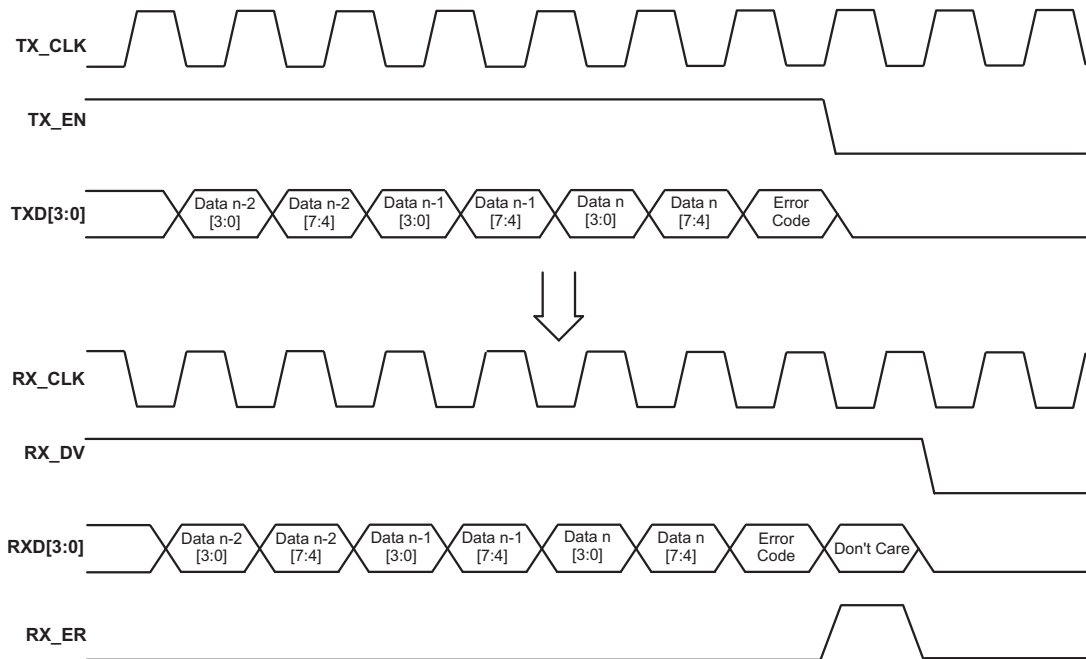 TX_CLK
TX_EN
TXD[3:0]
Data n-2
[3:0]
Data n-2
[7:4]
Data n-1
[3:0]
Data n-1
[7:4]
Data n
[3:0]
Data n
[7:4]
Error
Code
RX_CLK
RX_DV
RXD[3:0]
Data n-2
[3:0]
Data n-2
[7:4]
Data n-1
[3:0]
Data n-1
[7:4]
Data n
[3:0]
Data n
[7:4]
Error
Code
Don't Care
RX_ER